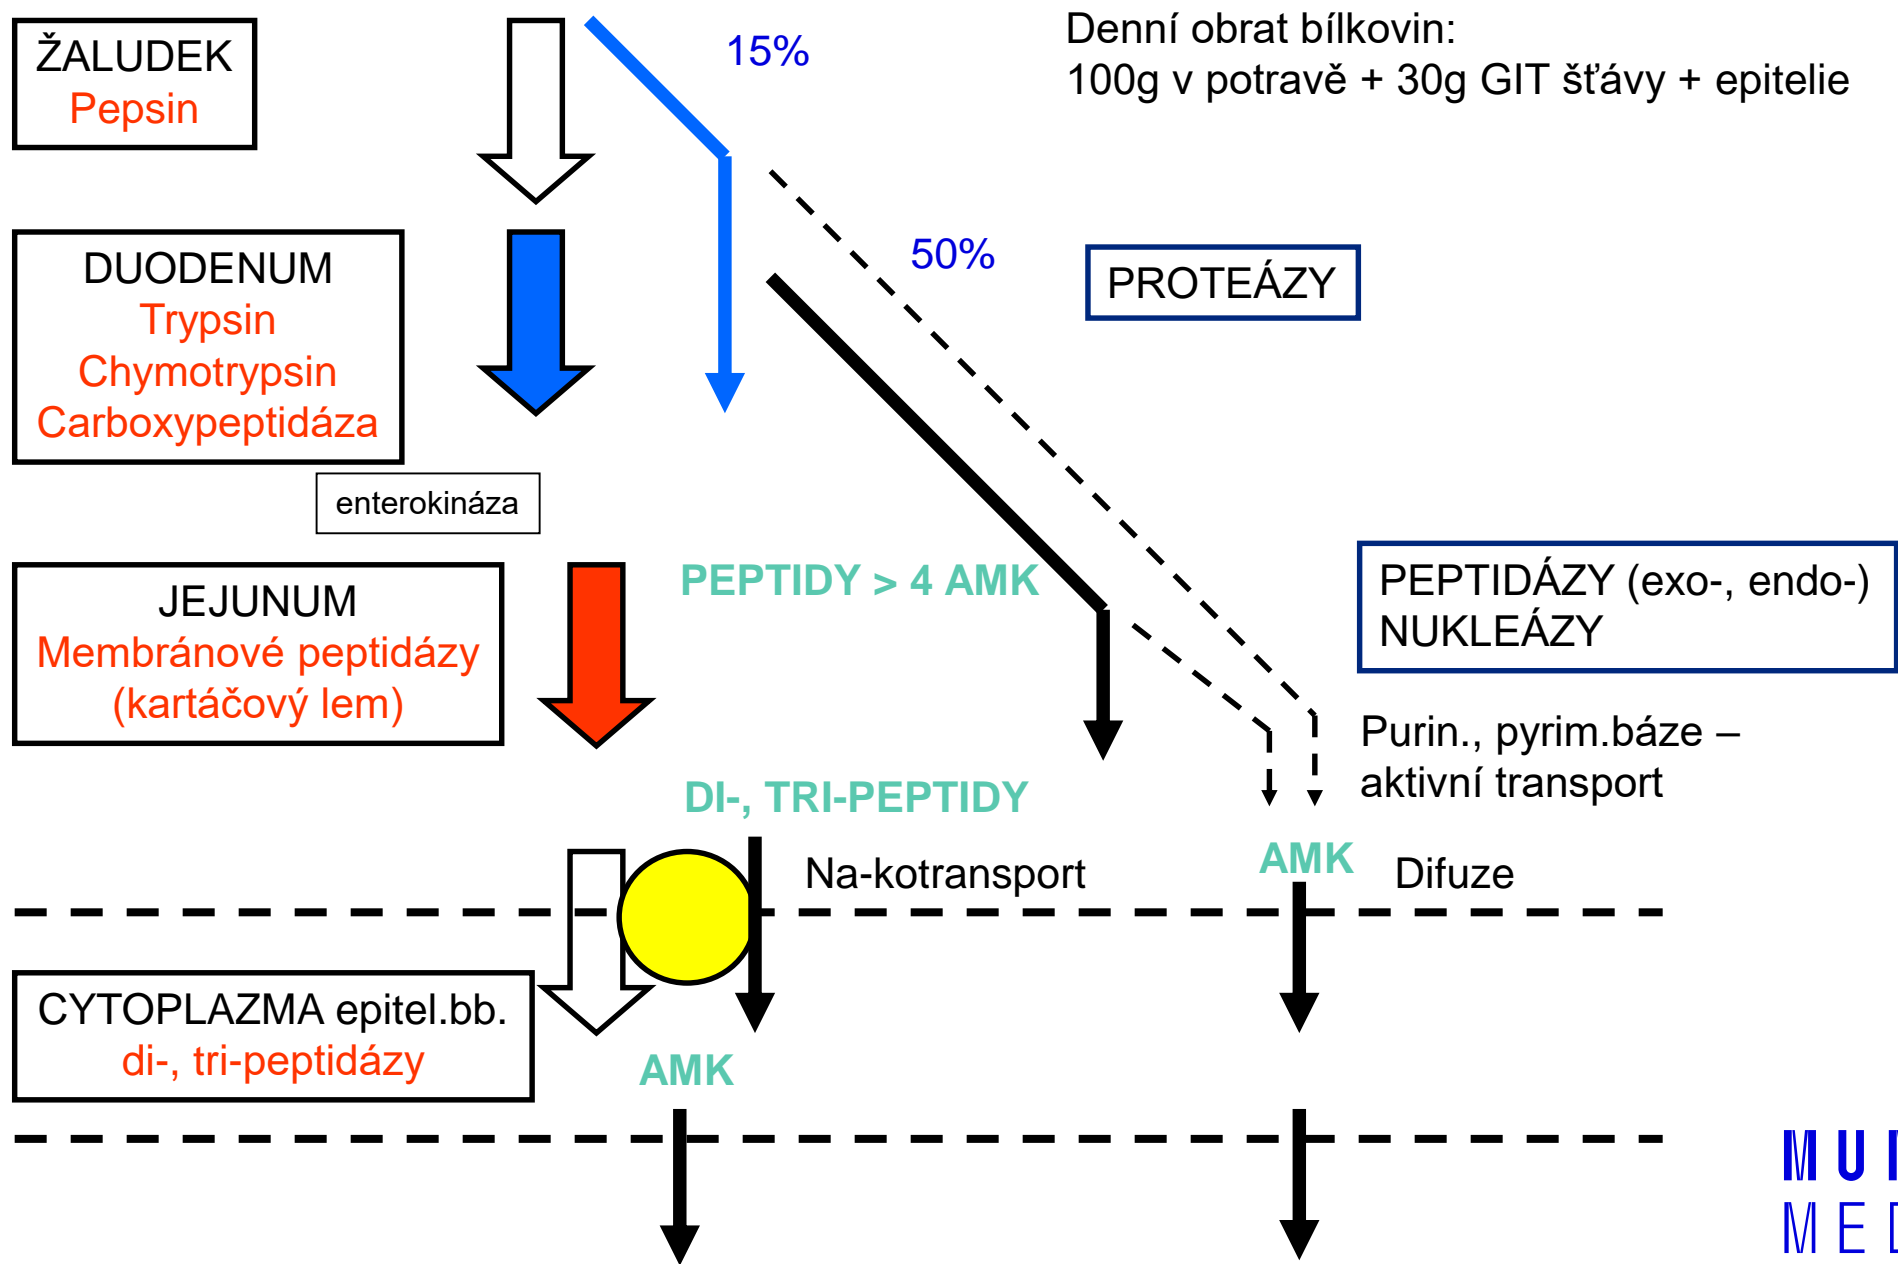 ŽALUDEK
Pepsin
15%
Denní obrat bílkovin:
100g v potravě + 30g GIT šťávy + epitelie
DUODENUM
Trypsin
Chymotrypsin
Carboxypeptidáza
50%
PROTEÁZY
enterokináza
JEJUNUM
Membránové peptidázy
(kartáčový lem)
PEPTIDY > 4 AMK
PEPTIDÁZY (exo-, endo-)
NUKLEÁZY
Purin., pyrim.báze –
aktivní transport
DI-, TRI-PEPTIDY
Na-kotransport
AMK
Difuze
CYTOPLAZMA epitel.bb.
di-, tri-peptidázy
AMK